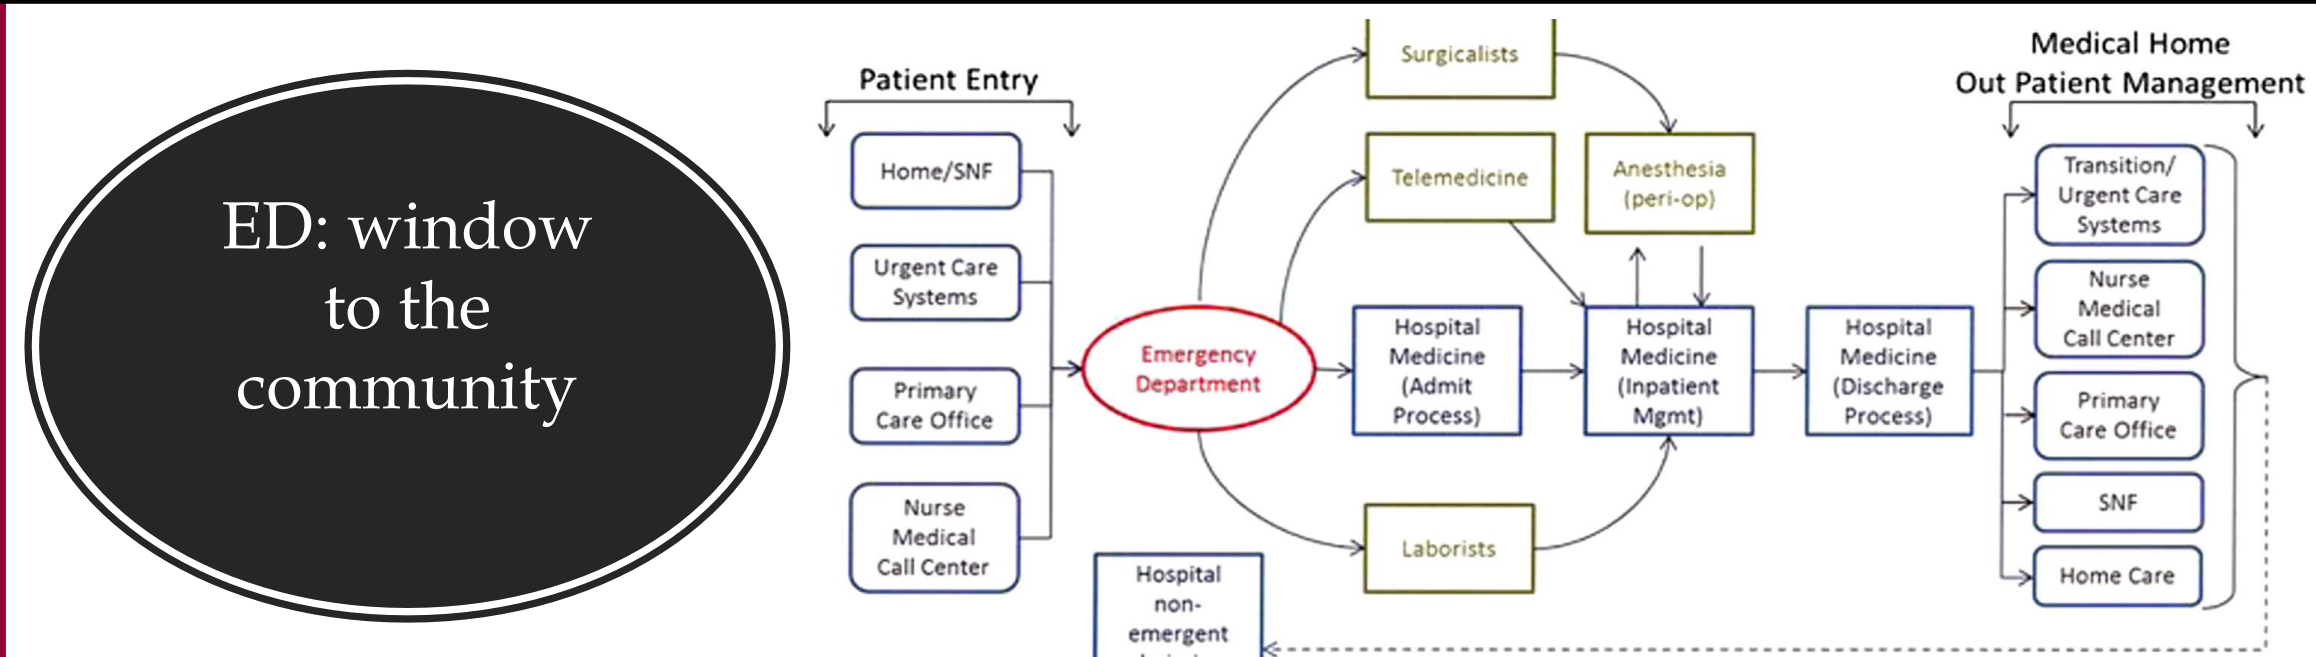 ED: window
to the
community
Patient Entry
Home/SNF
Urgent Care
Systems
Primary
Care Office
Nurse
Medical
Call Center
Emergency
Department
Surgicalists
Telemedicine
Anesthesia
(peri-op)
Hospital
Medicine
(Admit
Process)
Hospital
Medicine
(Inpatient
Mgmt)
Hospital
Medicine
(Discharge
Process)
Laborists
Hospital
non-
emergent
Medical Home
Out Patient Management
Transition/
Urgent Care
Systems
Nurse
Medical
Call Center
Primary
Care Office
SNF
Home Care